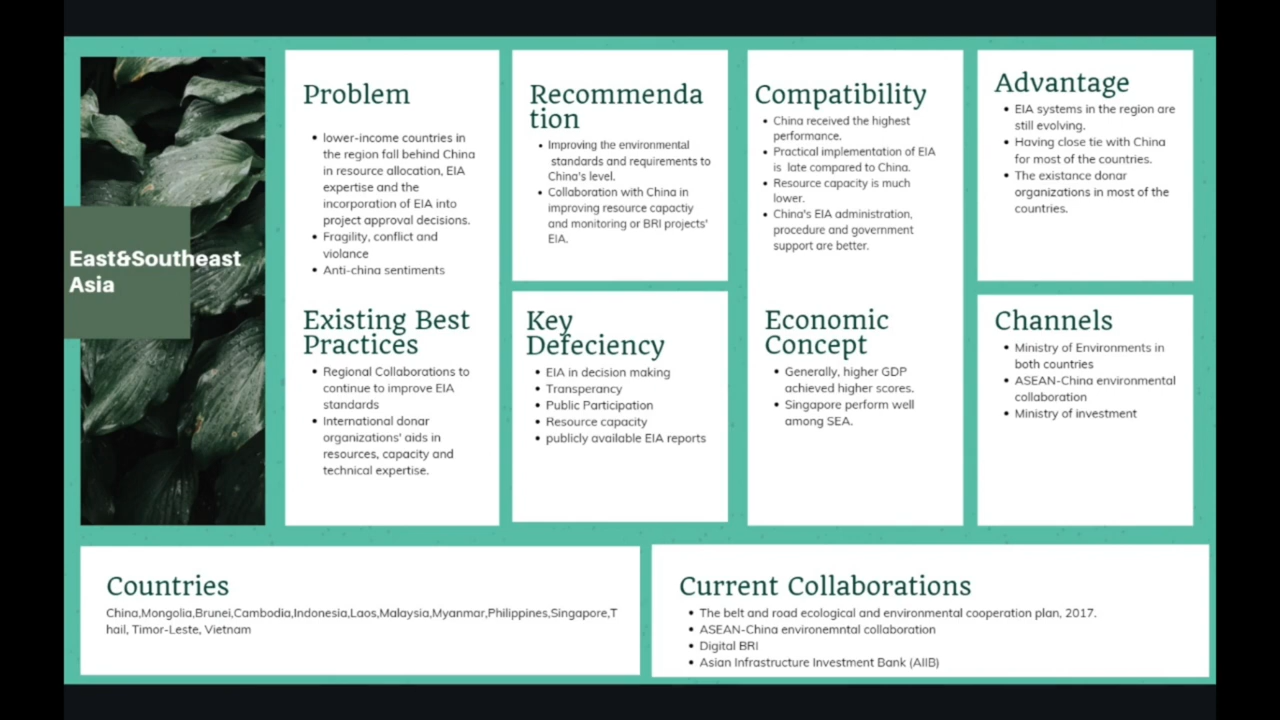 East&Southeast
Asia
Problem
lower-income countries in
the region fall behind China
in resource allocation, EIA
expertise and the
incorporation of EIA into
project approval decisions.
Fragility, conflict and
violance
Anti-china sentiments
Existing Best
Practices
Regional Collaborations to
continue to improve EIA
standards
International donar
organizations' aids in
resources, capacity and
technical expertise.
Recommenda
tion
Improving the environmental
standards and requirements to
China's level.
Collaboration with China in
improving resource capactiy
and monitoring or BRI projects'
EIA.
Key
Defeciency
EIA in decision making
Transperancy
Public Participation
Resource capacity
publicly available EIA reports
Compatibility
China received the highest
performance.
Practical implementation of EIA
is late compared to China.
Resource capacity is much
lower.
China's EIA administration,
procedure and government
support are better.
Economic
Concept
Generally, higher GDP
achieved higher scores.
Singapore perform well
among SEA.
Advantage
EIA systems in the region are
still evolving.
Having close tie with China
for most of the countries.
The existance donar
organizations in most of the
countries.
Channels
Ministry of Environments in
both countries
ASEAN-China environmental
collaboration
Ministry of investment
Countries
China,Mongolia,Brunei,Cambodia,Indonesia,Laos,Malaysia,Myanmar,Philippines,Singapore,T
hail, Timor-Leste, Vietnam
Current Collaborations
The belt and road ecological and environmental cooperation plan, 2017.
ASEAN-China environemntal collaboration
Digital BRI
Asian Infrastructure Investment Bank (AIIB)